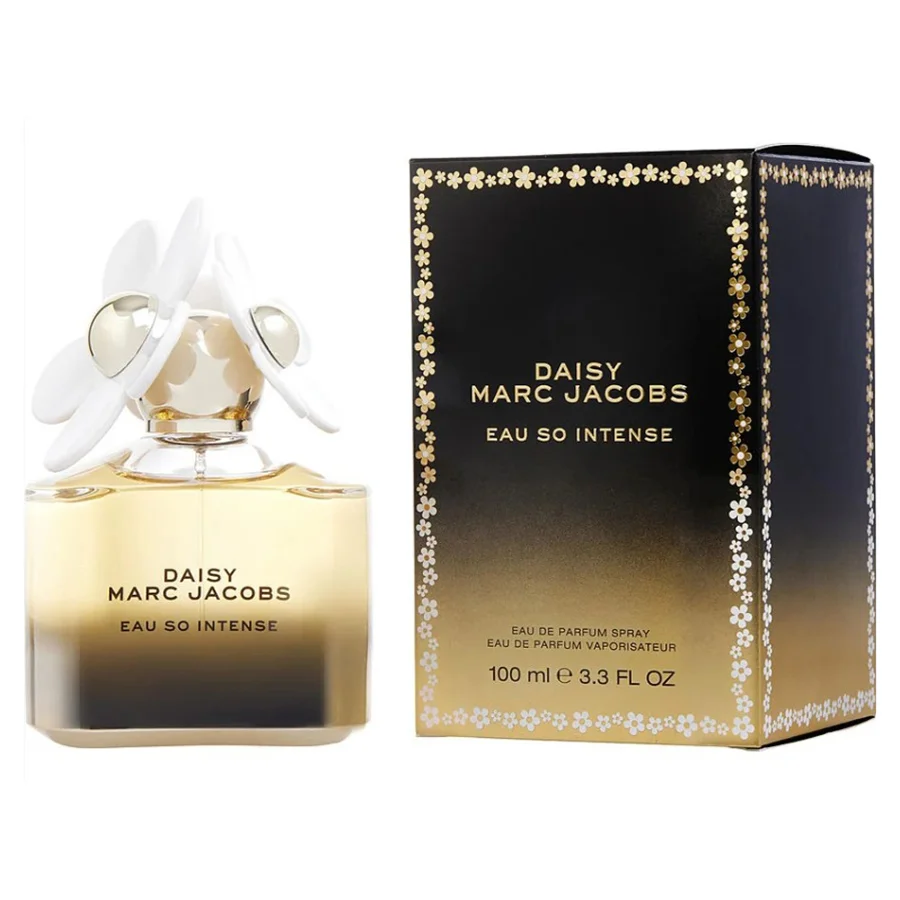 DAISY
MARC JACOBS
EAU SO INTENSE
DAISY
MARC JACOBS
EAU SO INTENSE
EAU DE PARFUM SPRAY
EAU DE PARFUM VAPORISATEUR
100 ml ℮ 3.3 FL OZ